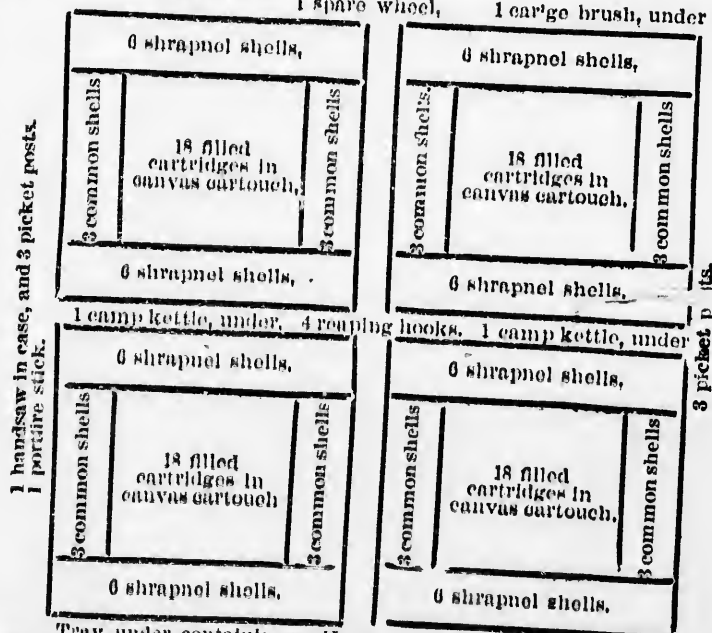 1 spare wheel, 1 car'ge brush, under
6 shrapnel shells,
3 common shells
18 filled
cartridges in
canvas cartouch,
3 common shells
6 shrapnel shells,
6 shrapnel shells,
3 common shells.
18 filled
cartridges in
canvas cartouch.
3 common shells
6 shrapnel shells.
1 handsaw in case, and 3 picket posts.
1 portfire stick.
1 camp kettle, under, 4 reaping hooks. 1 camp kettle, under
3 picket p ts.
6 shrapnel shells,
3 common shells
18 filled
cartridges in
canvas cartouch
3 common shells
6 shrapnel shells.
6 shrapnel shells,
3 common shells
18 filled
cartridges in
canvas cartouch,
3 common shells
6 shrapnel shells,
Tray, under